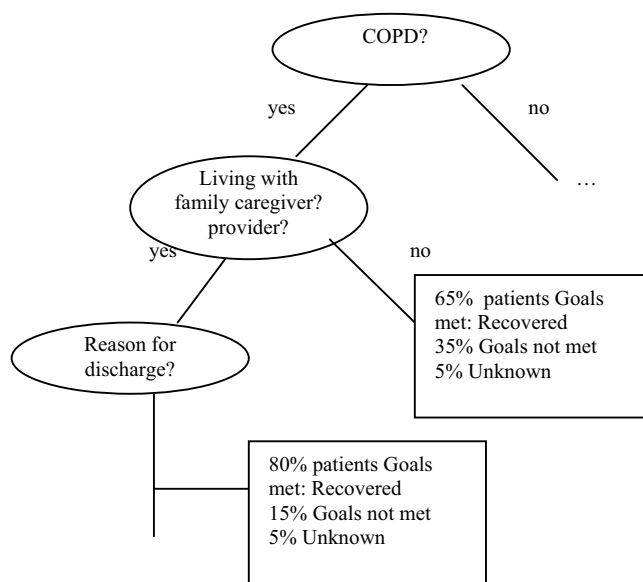 COPD?
yes
no
Living with
family caregiver?
provider?
...
yes
no
65% patients Goals
met: Recovered
35% Goals not met
5% Unknown
Reason for
discharge?
80% patients Goals
met: Recovered
15% Goals not met
5% Unknown